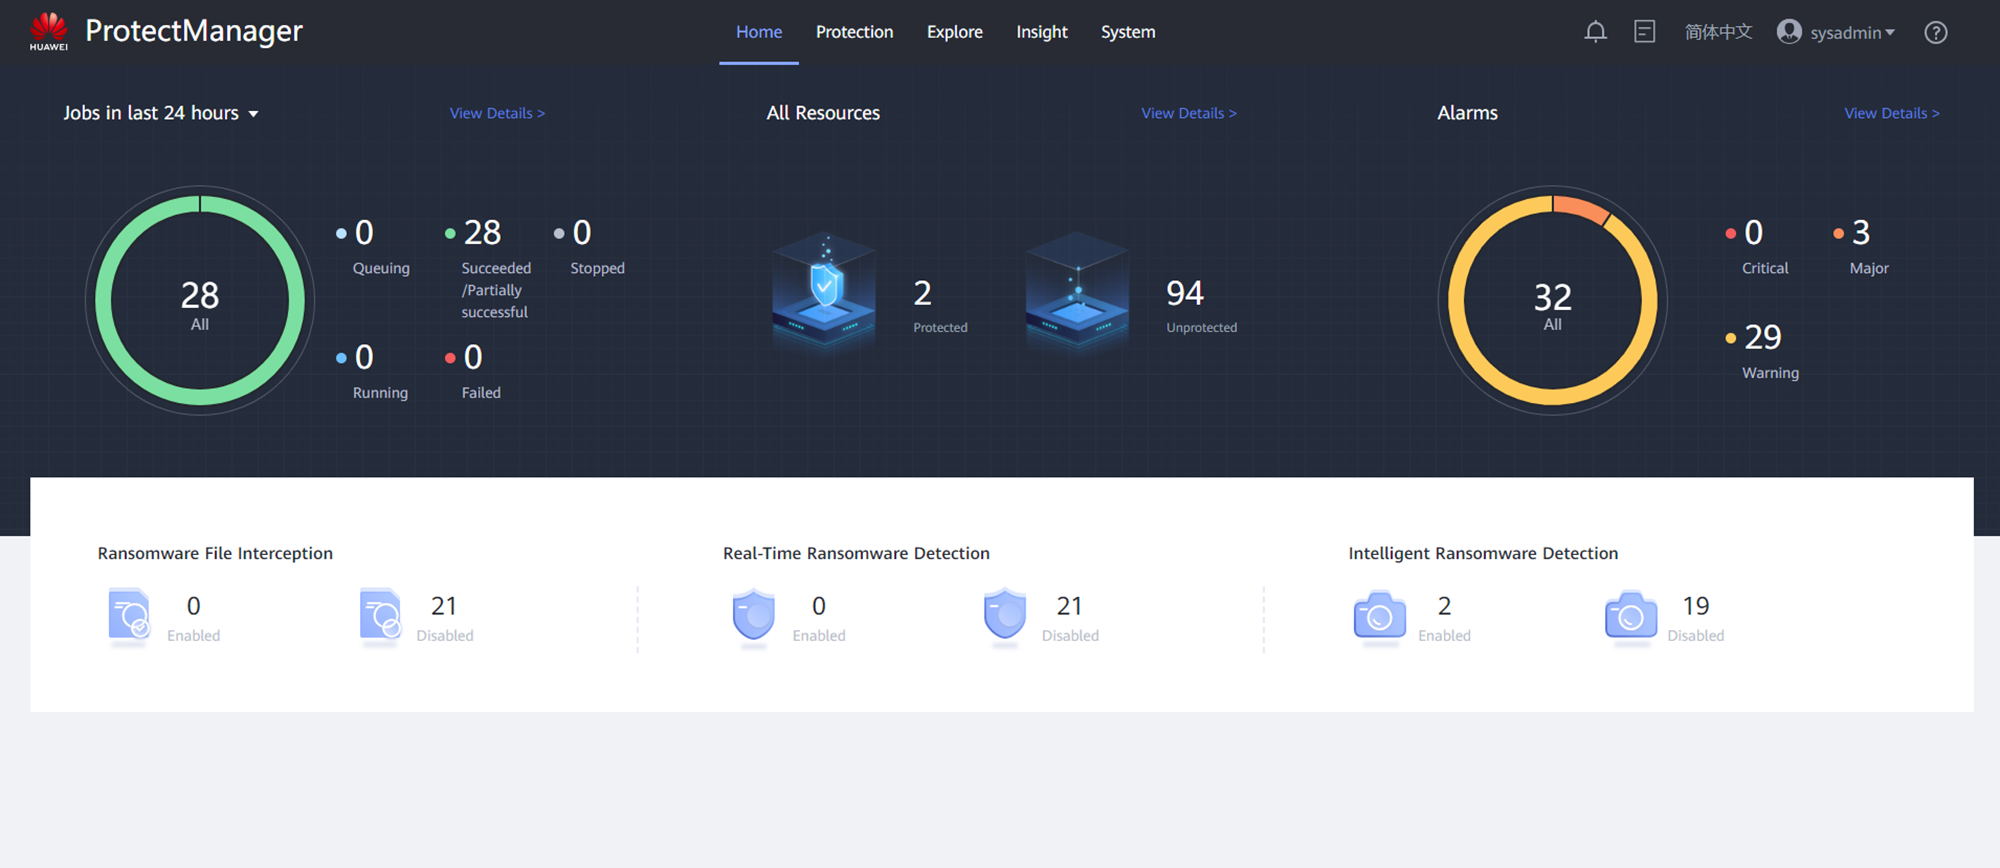 HUAWEI
ProtectManager
Home
Protection
Explore
Insight
System
简体中文
sysadmin
?
Jobs in last 24 hours
View Details >
28
All
0
Queuing
28
Succeeded
/Partially
successful
0
Stopped
0
Running
0
Failed
All Resources
View Details >
2
Protected
94
Unprotected
Alarms
View Details >
32
All
0
Critical
3
Major
29
Warning
Ransomware File Interception
0
Enabled
21
Disabled
Real-Time Ransomware Detection
0
Enabled
21
Disabled
Intelligent Ransomware Detection
2
Enabled
19
Disabled